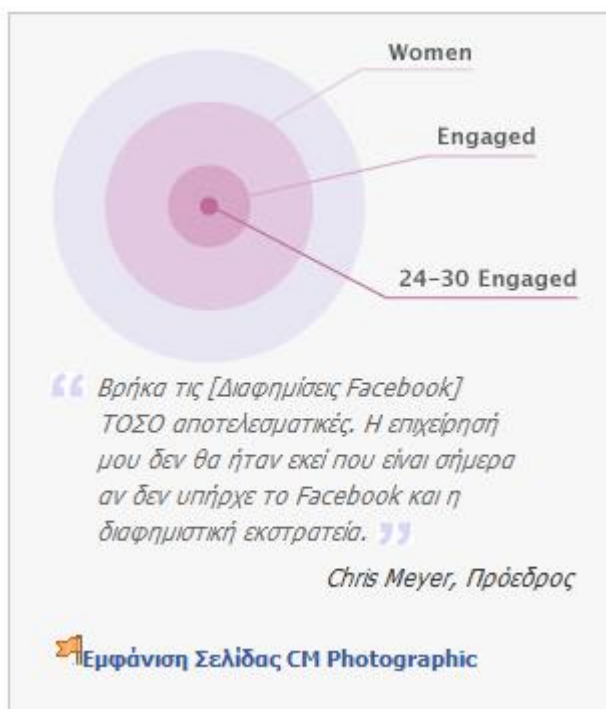 Women
Engaged
24-30 Engaged
“ Βρήκα τις [Διαφημίσεις Facebook]
ΤΟΣΟ αποτελεσματικές. Η επιχείρησή
μου δεν θα ήταν εκεί που είναι σήμερα
αν δεν υπήρχε το Facebook και η
διαφημιστική εκστρατεία. ”
Chris Meyer, Πρόεδρος
Εμφάνιση Σελίδας CM Photographic